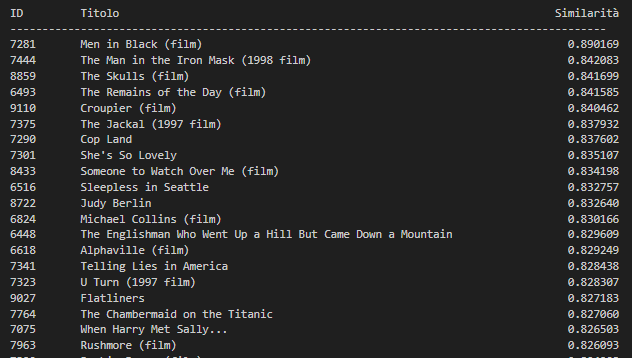 ID Titolo Similarità
--------------------------------------------------------------------------------------------
7281 Men in Black (film) 0.890169
7444 The Man in the Iron Mask (1998 film) 0.842083
8859 The Skulls (film) 0.841699
6493 The Remains of the Day (film) 0.841585
9110 Croupier (film) 0.840462
7375 The Jackal (1997 film) 0.837932
7290 Cop Land 0.837602
7301 She's So Lovely 0.835107
8433 Someone to Watch Over Me (film) 0.834198
6516 Sleepless in Seattle 0.832757
8722 Judy Berlin 0.832640
6824 Michael Collins (film) 0.830166
6448 The Englishman Who Went Up a Hill But Came Down a Mountain 0.829609
6618 Alphaville (film) 0.829249
7341 Telling Lies in America 0.828438
7323 U Turn (1997 film) 0.828307
9027 Flatliners 0.827183
7764 The Chambermaid on the Titanic 0.827060
7075 When Harry Met Sally... 0.826503
7963 Rushmore (film) 0.826093